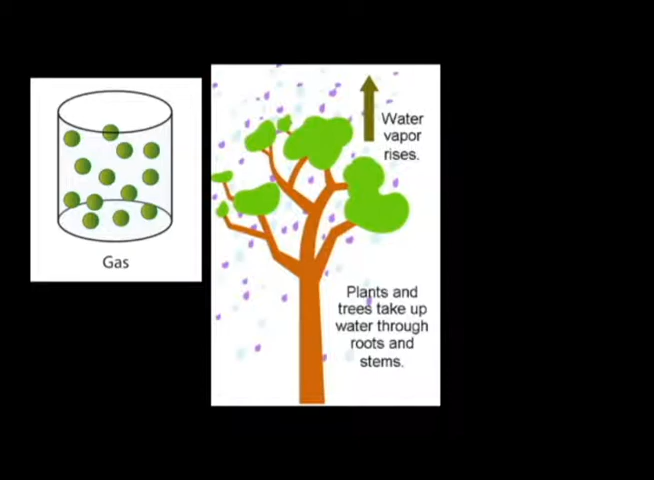 Gas
Water
vapor
rises.
Plants and
trees take up
water through
roots and
stems.